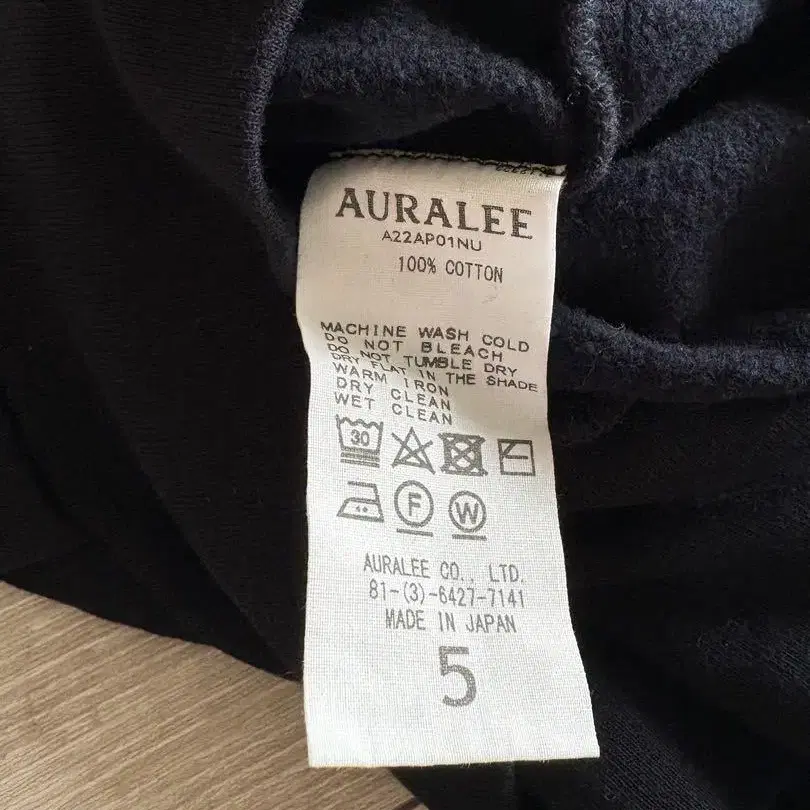 AURALEE
A22AP01NU
100% COTTON
MACHINE WASH COLD
DO NOT BLEACH
DO NOT TUMBLE DRY
DRY FLAT IN THE SHADE
WARM IRON
DRY CLEAN
WET CLEAN
30
F
W
AURALEE CO., LTD.
81-(3)-6427-7141
MADE IN JAPAN
5